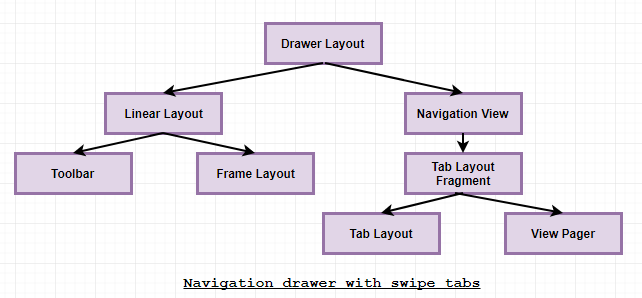 Drawer Layout
Linear Layout
Navigation View
Toolbar
Frame Layout
Tab Layout
Fragment
Tab Layout
View Pager
Navigation drawer with swipe tabs